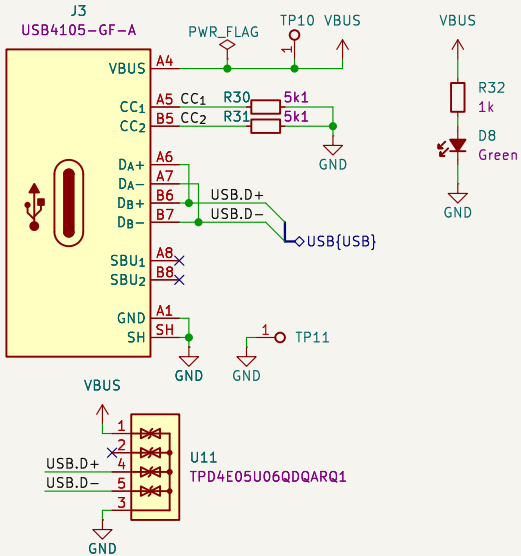 J3
USB4105-GF-A
PWR_FLAG
TP10
VBUS
VBUS
VBUS
A4
1
CC1
A5
CC1
R30
5k1
CC2
B5
CC2
R31
5k1
GND
R32
1k
D8
Green
GND
DA+
A6
DA-
A7
DB+
B6
USB.D+
DB-
B7
USB.D-
USB{USB}
SBU1
A8
SBU2
B8
GND
A1
SH
SH
GND
1
TP11
GND
VBUS
1
2
USB.D+
4
USB.D-
5
3
U11
TPD4E05U06QDQARQ1
GND